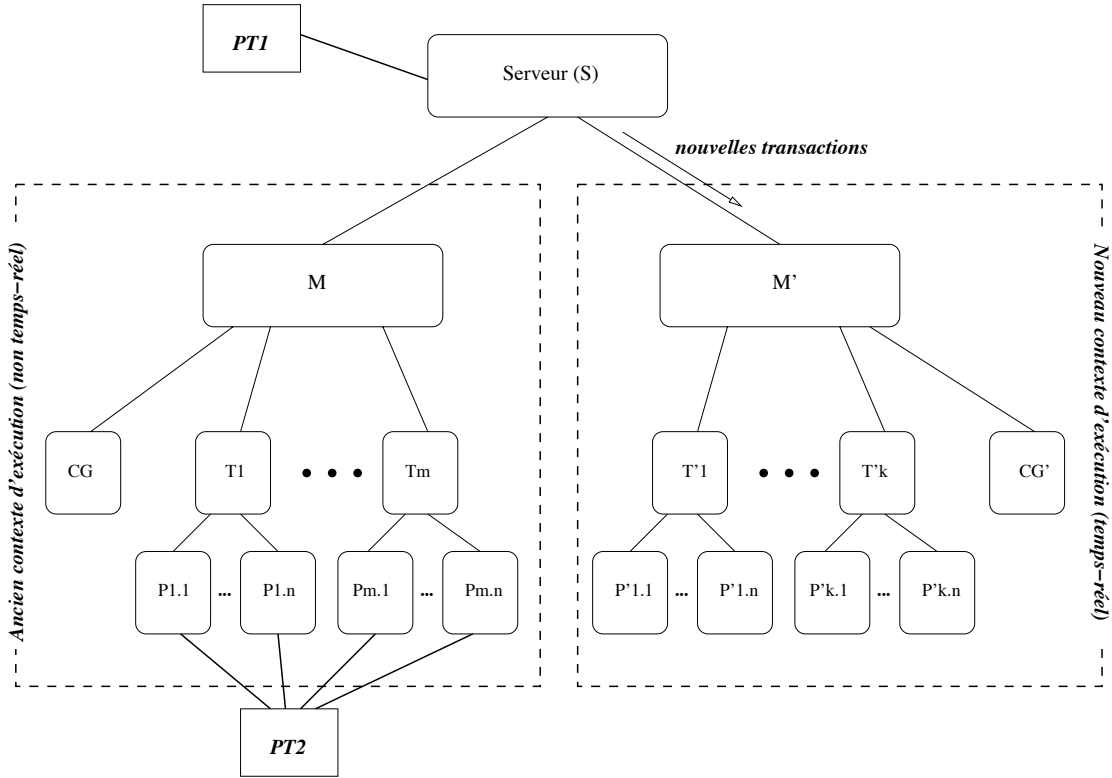 PT1
Serveur (S)
nouvelles transactions
Ancien contexte d'exécution (non temps-réel)
Nouveau contexte d'exécution (temps-réel)
M
M'
CG
T1
Tm
T'1
T'k
CG'
P1.1
...
P1.n
Pm.1
...
Pm.n
P'1.1
...
P'1.n
P'k.1
...
P'k.n
PT2